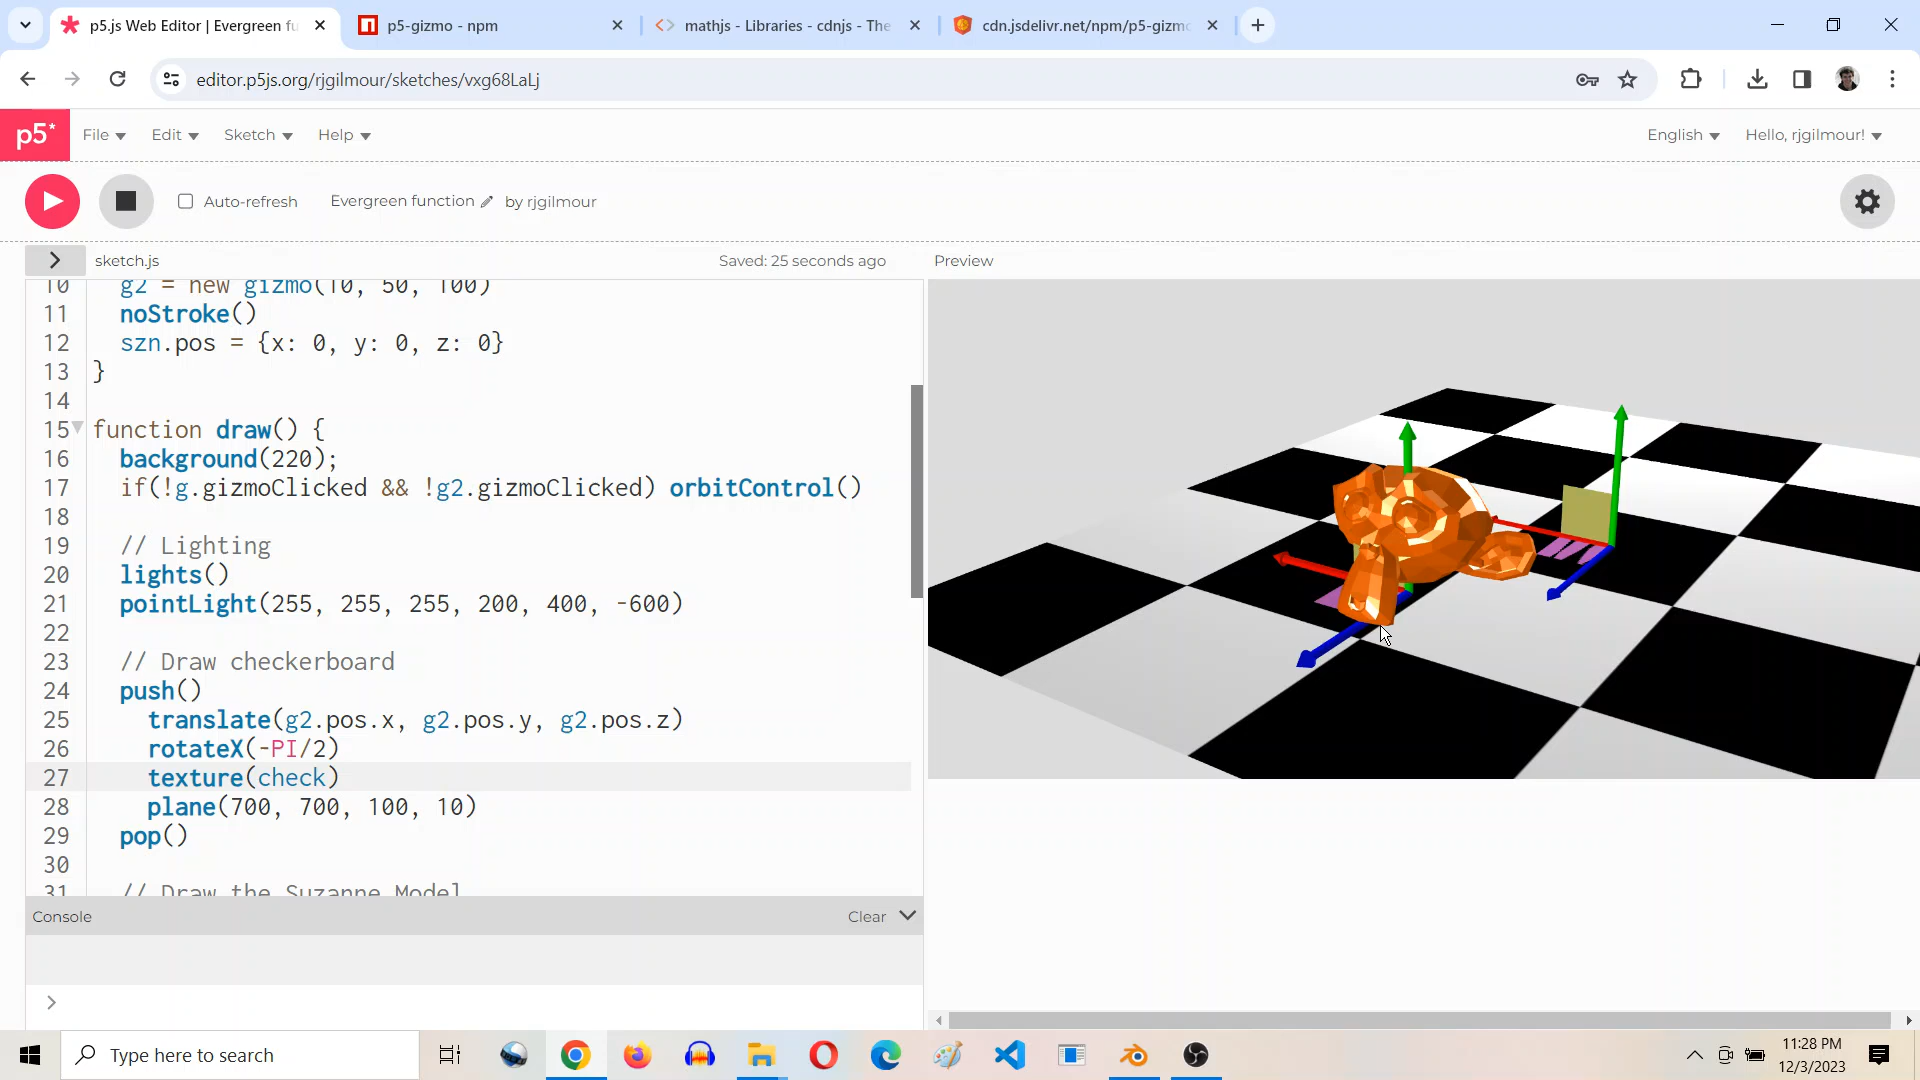 p5.js Web Editor | Evergreen fu
p5-gizmo - npm
mathjs - Libraries - cdnjs - The
cdn.jsdelivr.net/npm/p5-gizmo
editor.p5js.org/rjgilmour/sketches/vxg68LaLj
p5*
File
Edit
Sketch
Help
English
Hello, rjgilmour!
Auto-refresh
Evergreen function
by rjgilmour
sketch.js
Saved: 25 seconds ago
Preview
10 g2 = new gizmo(10, 50, 100)
11 noStroke()
12 szn.pos = {x: 0, y: 0, z: 0}
13 }
14
15 function draw() {
16 background(220);
17 if(!g.gizmoClicked && !g2.gizmoClicked) orbitControl()
18
19 // Lighting
20 lights()
21 pointLight(255, 255, 255, 200, 400, -600)
22
23 // Draw checkerboard
24 push()
25 translate(g2.pos.x, g2.pos.y, g2.pos.z)
26 rotateX(-PI/2)
27 texture(check)
28 plane(700, 700, 100, 10)
29 pop()
30
31 // Draw the Suzanne Model
Console
Clear
>
Type here to search
11:28 PM
12/3/2023